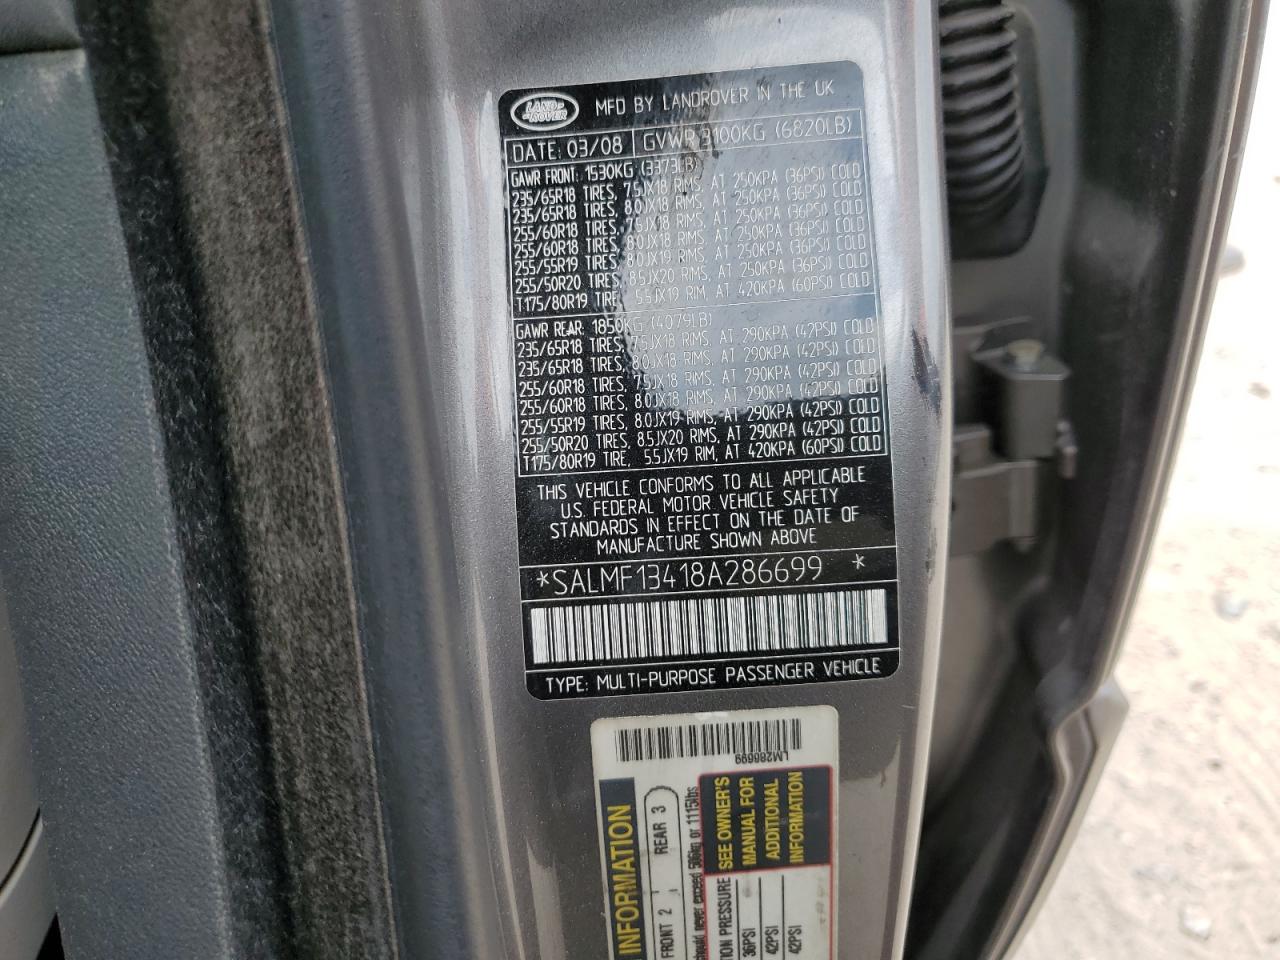 LAND-
-ROVER
MFD BY LANDROVER IN THE UK
DATE: 03/08 GVWR 3100KG (6820LB)
GAWR FRONT: 1530KG (3373LB)
235/65R18 TIRES, 7.5JX18 RIMS, AT 250KPA (36PSI) COLD
235/65R18 TIRES, 8.0JX18 RIMS, AT 250KPA (36PSI) COLD
255/60R18 TIRES, 7.5JX18 RIMS, AT 250KPA (36PSI) COLD
255/60R18 TIRES, 8.0JX18 RIMS, AT 250KPA (36PSI) COLD
255/55R19 TIRES, 8.0JX19 RIMS, AT 250KPA (36PSI) COLD
255/50R20 TIRES, 8.5JX20 RIMS, AT 250KPA (36PSI) COLD
T175/80R19 TIRE, 5.5JX19 RIM, AT 420KPA (60PSI) COLD
GAWR REAR: 1850KG (4079LB)
235/65R18 TIRES, 7.5JX18 RIMS, AT 290KPA (42PSI) COLD
235/65R18 TIRES, 8.0JX18 RIMS, AT 290KPA (42PSI) COLD
255/60R18 TIRES, 7.5JX18 RIMS, AT 290KPA (42PSI) COLD
255/60R18 TIRES, 8.0JX18 RIMS, AT 290KPA (42PSI) COLD
255/55R19 TIRES, 8.0JX19 RIMS, AT 290KPA (42PSI) COLD
255/50R20 TIRES, 8.5JX20 RIMS, AT 290KPA (42PSI) COLD
T175/80R19 TIRE, 5.5JX19 RIM, AT 420KPA (60PSI) COLD
THIS VEHICLE CONFORMS TO ALL APPLICABLE
U.S. FEDERAL MOTOR VEHICLE SAFETY
STANDARDS IN EFFECT ON THE DATE OF
MANUFACTURE SHOWN ABOVE
*SALMF13418A286699 *
TYPE: MULTI-PURPOSE PASSENGER VEHICLE
LM286699
INFORMATION
FRONT 2 REAR 3
should never exceed 506kg or 1115lbs
SEE OWNER'S
MANUAL FOR
ADDITIONAL
INFORMATION
PRESSURE
36PSI
42PSI
42PSI